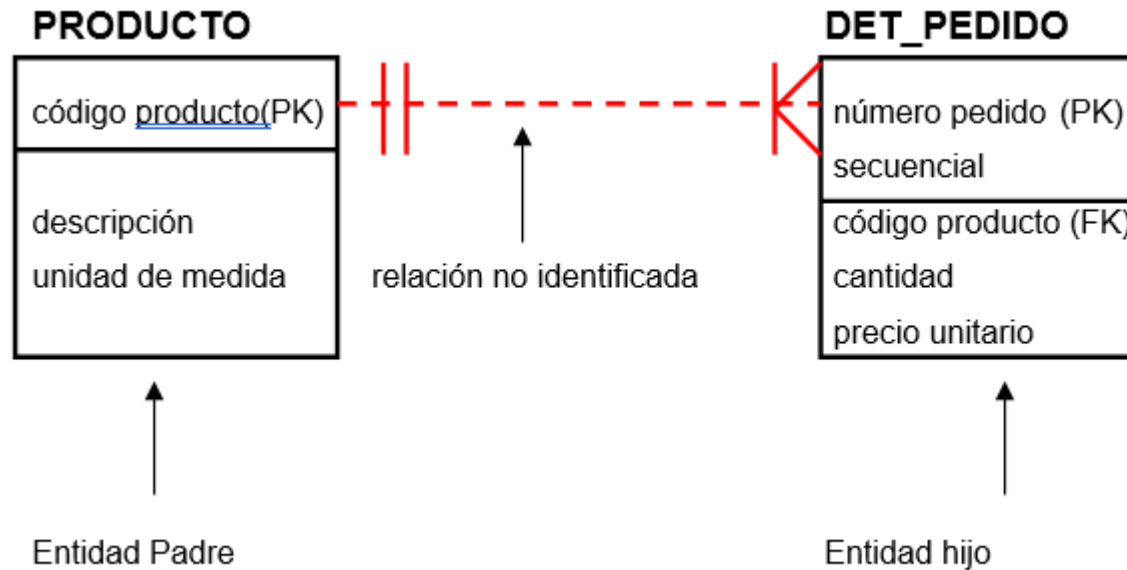 PRODUCTO
código producto(PK)
descripción
unidad de medida
Entidad Padre
relación no identificada
DET_PEDIDO
número pedido (PK)
secuencial
código producto (FK)
cantidad
precio unitario
Entidad hijo